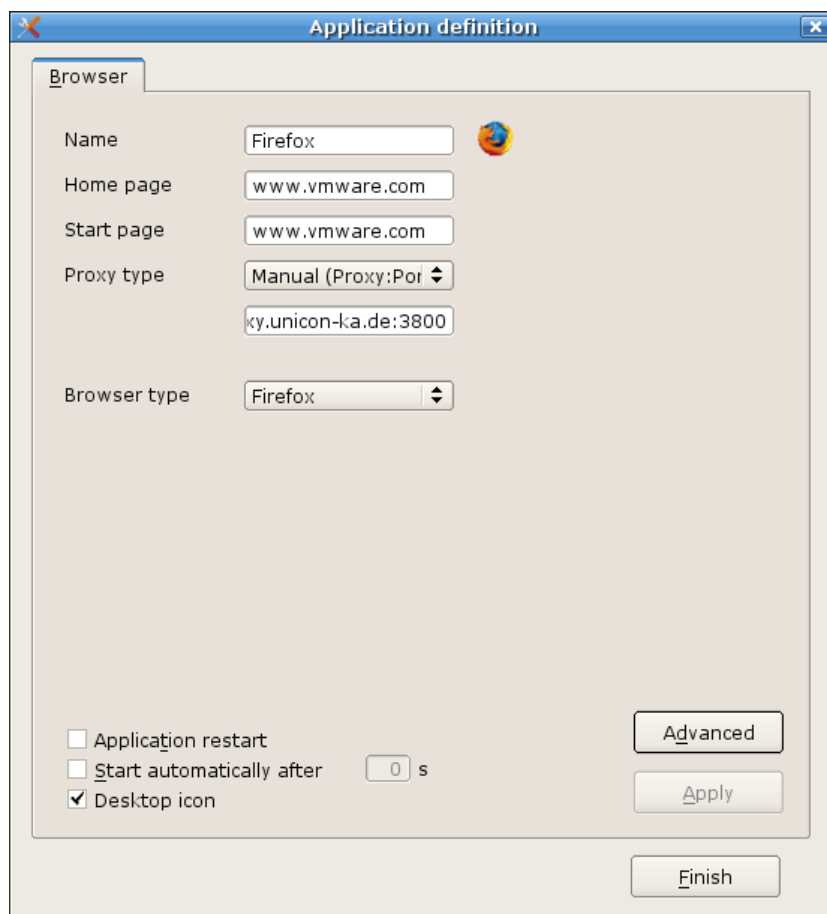 Application definition
Browser
Name Firefox
Home page www.vmware.com
Start page www.vmware.com
Proxy type Manual (Proxy:Por
xy.unicon-ka.de:3800
Browser type Firefox
Application restart
Start automatically after 0 s
Desktop icon
Advanced
Apply
Finish